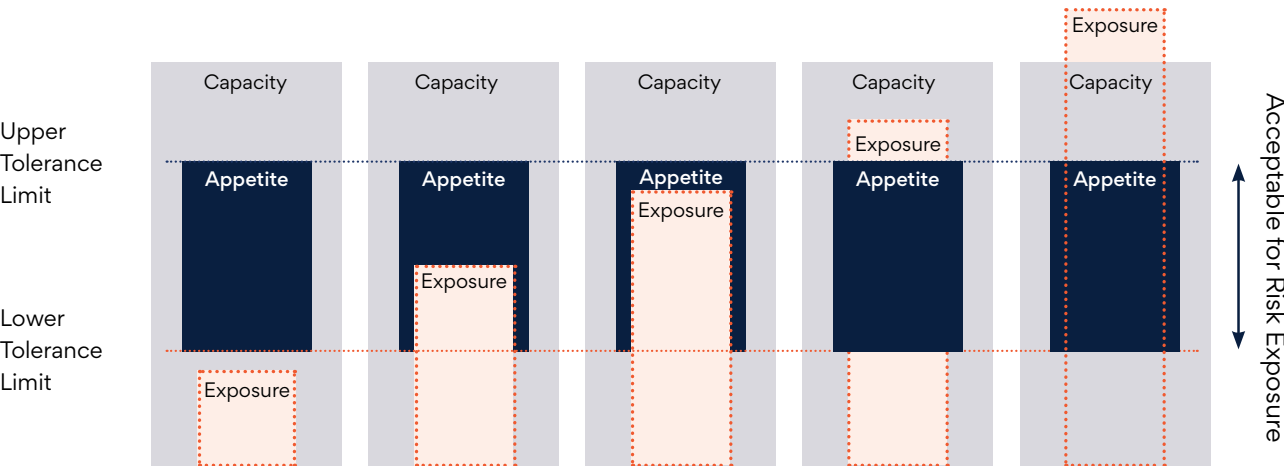 Exposure
Capacity
Capacity
Capacity
Capacity
Capacity
Upper
Tolerance
Limit
Exposure
Appetite
Appetite
Appetite
Appetite
Appetite
Exposure
Exposure
Lower
Tolerance
Limit
Exposure
Acceptable for Risk Exposure